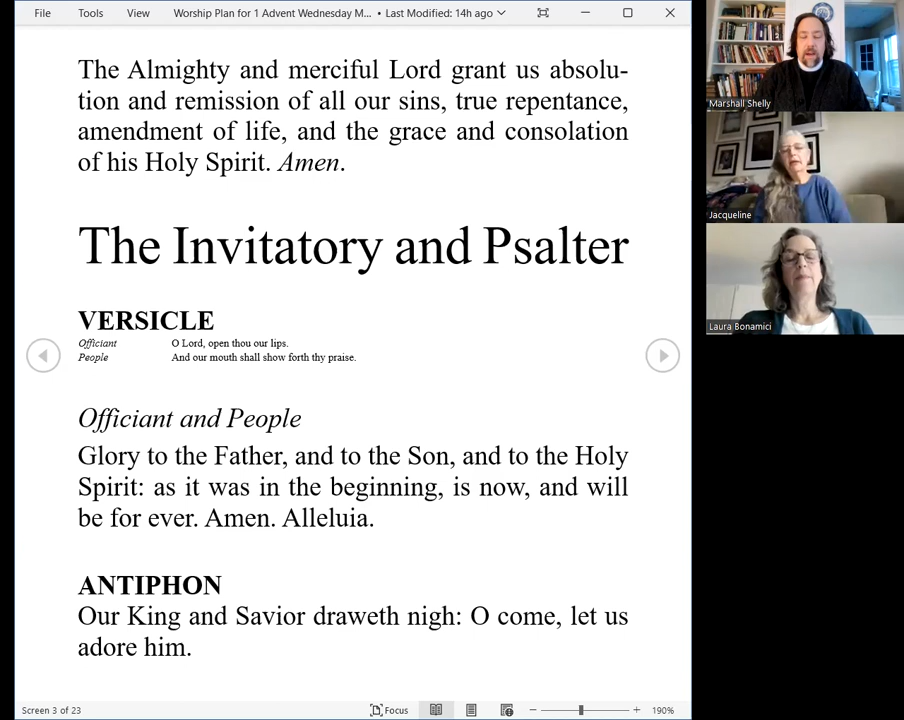 File
Tools
View
Worship Plan for 1 Advent Wednesday M... • Last Modified: 14h ago
The Almighty and merciful Lord grant us absolu-
tion and remission of all our sins, true repentance,
amendment of life, and the grace and consolation
of his Holy Spirit. Amen.
The Invitatory and Psalter
VERSICLE
Officiant O Lord, open thou our lips.
People And our mouth shall show forth thy praise.
Officiant and People
Glory to the Father, and to the Son, and to the Holy
Spirit: as it was in the beginning, is now, and will
be for ever. Amen. Alleluia.
ANTIPHON
Our King and Savior draweth nigh: O come, let us
adore him.
Screen 3 of 23
Focus
190%
Marshall Shelly
Jacqueline
Laura Bonamici